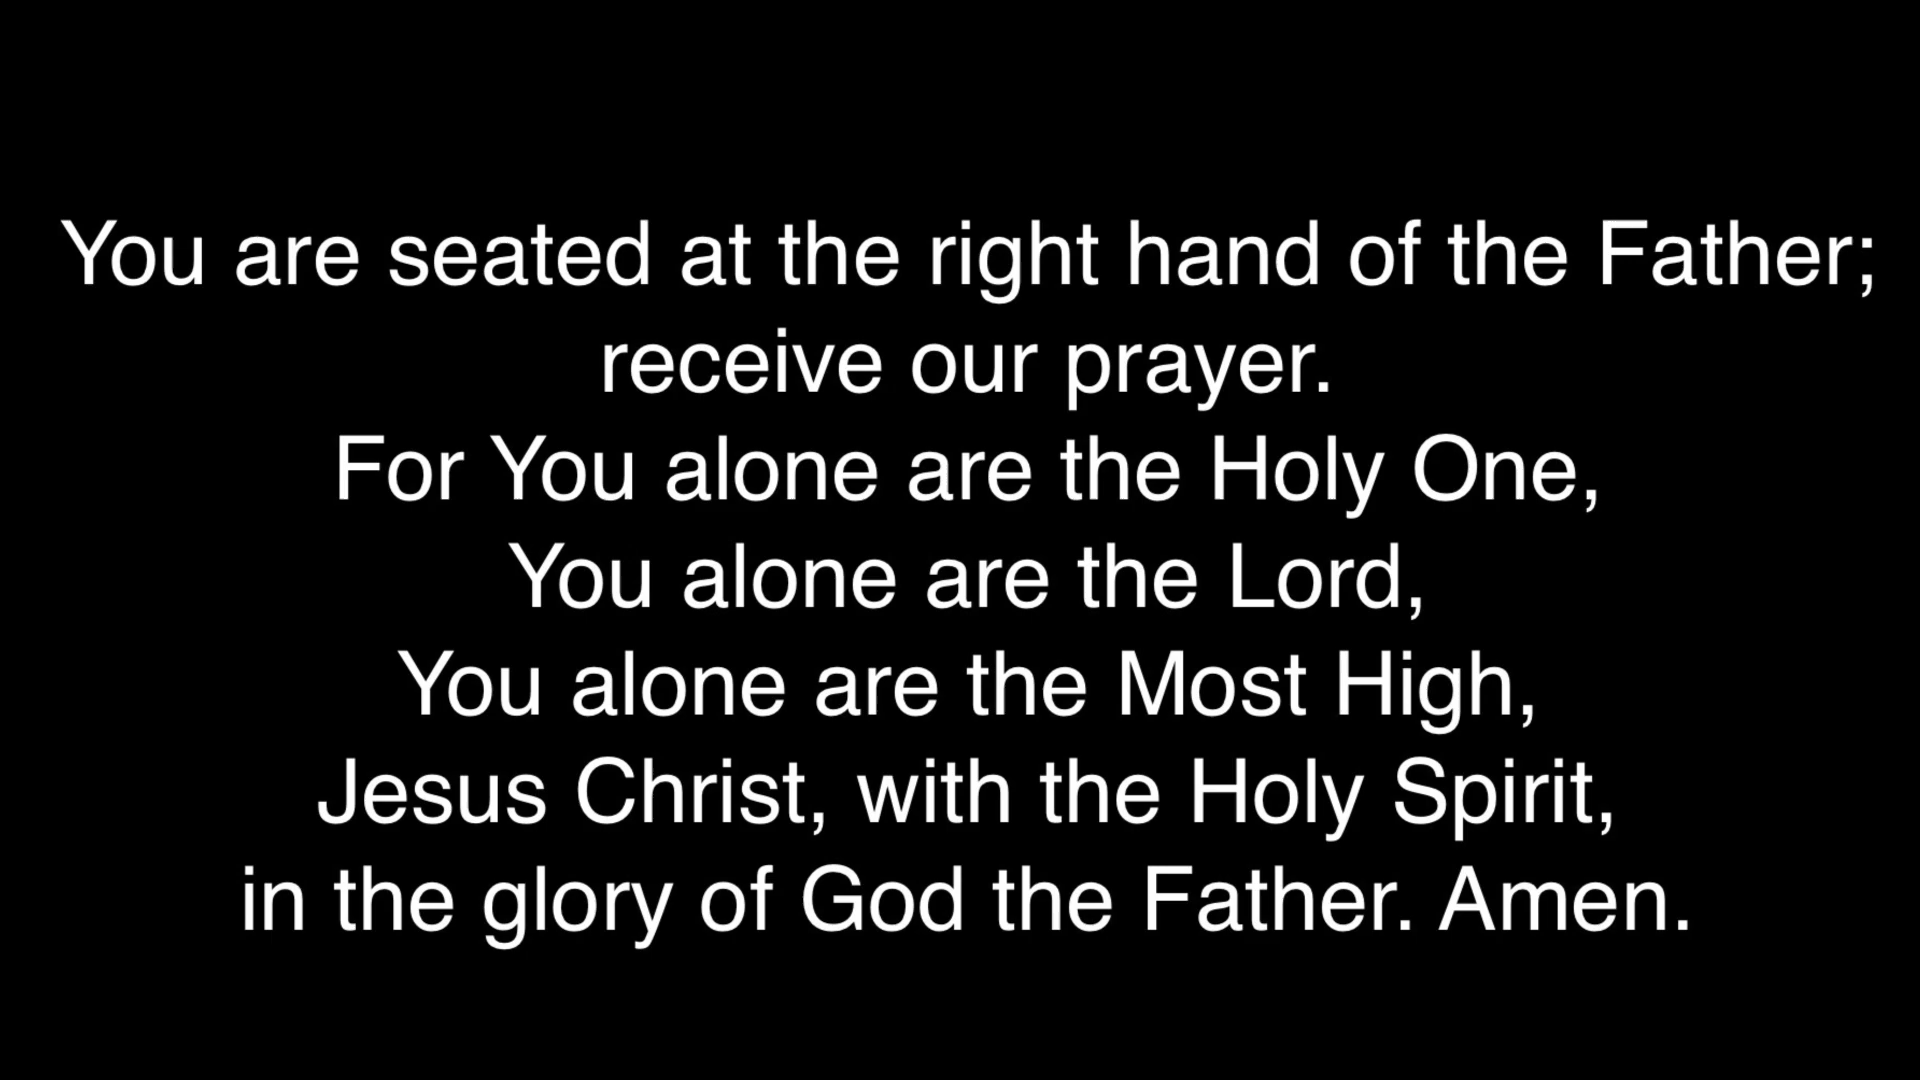 You are seated at the right hand of the Father;
receive our prayer.
For You alone are the Holy One,
You alone are the Lord,
You alone are the Most High,
Jesus Christ, with the Holy Spirit,
in the glory of God the Father. Amen.